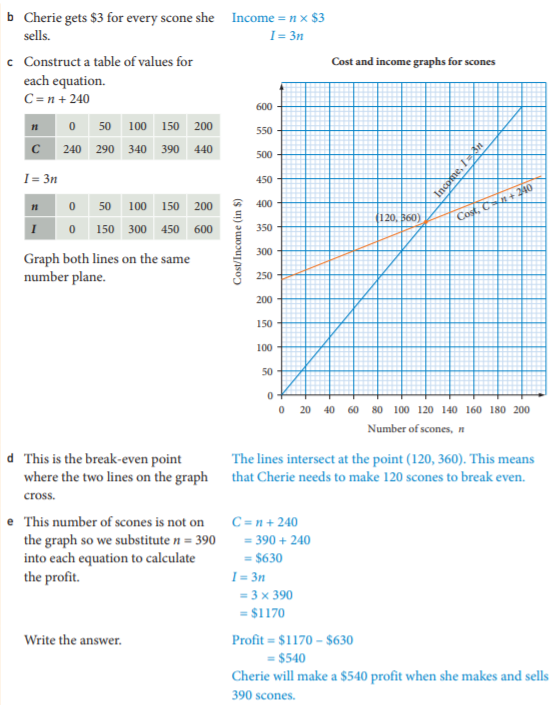 b Cherie gets $3 for every scone she sells.
Income = n × $3
I = 3n
c Construct a table of values for each equation.
C = n + 240
n 0 50 100 150 200
C 240 290 340 390 440
I = 3n
n 0 50 100 150 200
I 0 150 300 450 600
Graph both lines on the same number plane.
Cost and income graphs for scones
Cost/Income (in $)
600
550
500
450
400
350
300
250
200
150
100
50
0
Income, I = 3n
Cost, C = n + 240
(120, 360)
0 20 40 60 80 100 120 140 160 180 200
Number of scones, n
d This is the break-even point
where the two lines on the graph
cross.
The lines intersect at the point (120, 360). This means
that Cherie needs to make 120 scones to break even.
e This number of scones is not on
the graph so we substitute n = 390
into each equation to calculate
the profit.
C = n + 240
= 390 + 240
= $630
I = 3n
= 3 × 390
= $1170
Write the answer.
Profit = $1170 – $630
= $540
Cherie will make a $540 profit when she makes and sells
390 scones.